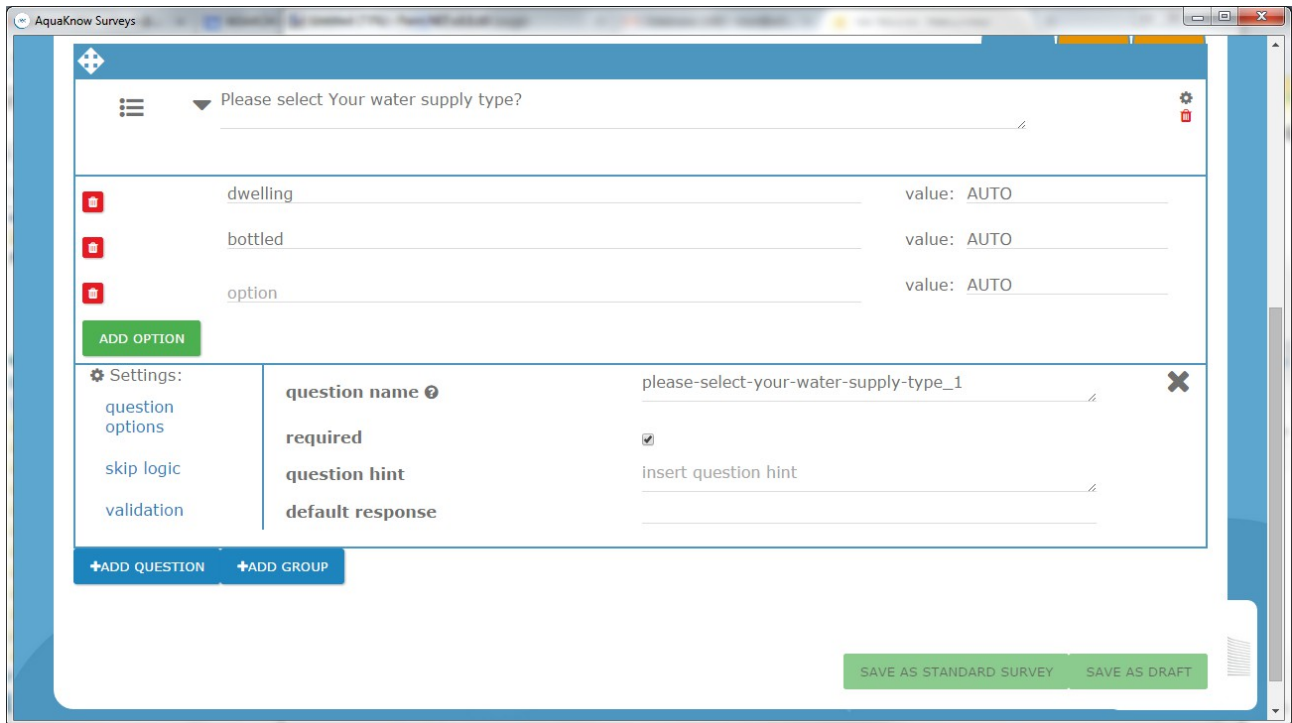 AquaKnow Surveys
Please select Your water supply type?
dwelling value: AUTO
bottled value: AUTO
option value: AUTO
ADD OPTION
Settings:
question
options
skip logic
validation
question name please-select-your-water-supply-type_1
required
question hint insert question hint
default response
+ADD QUESTION +ADD GROUP
SAVE AS STANDARD SURVEY SAVE AS DRAFT